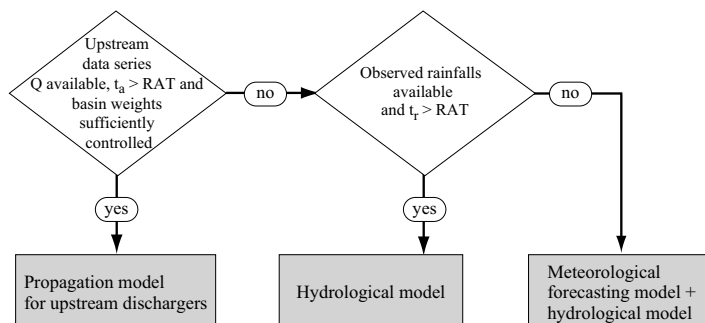 Upstream
data series
Q available, tₐ > RAT and
basin weights
sufficiently
controlled
no
Observed rainfalls
available
and tᵣ > RAT
no
yes
yes
Propagation model
for upstream dischargers
Hydrological model
Meteorological
forecasting model +
hydrological model